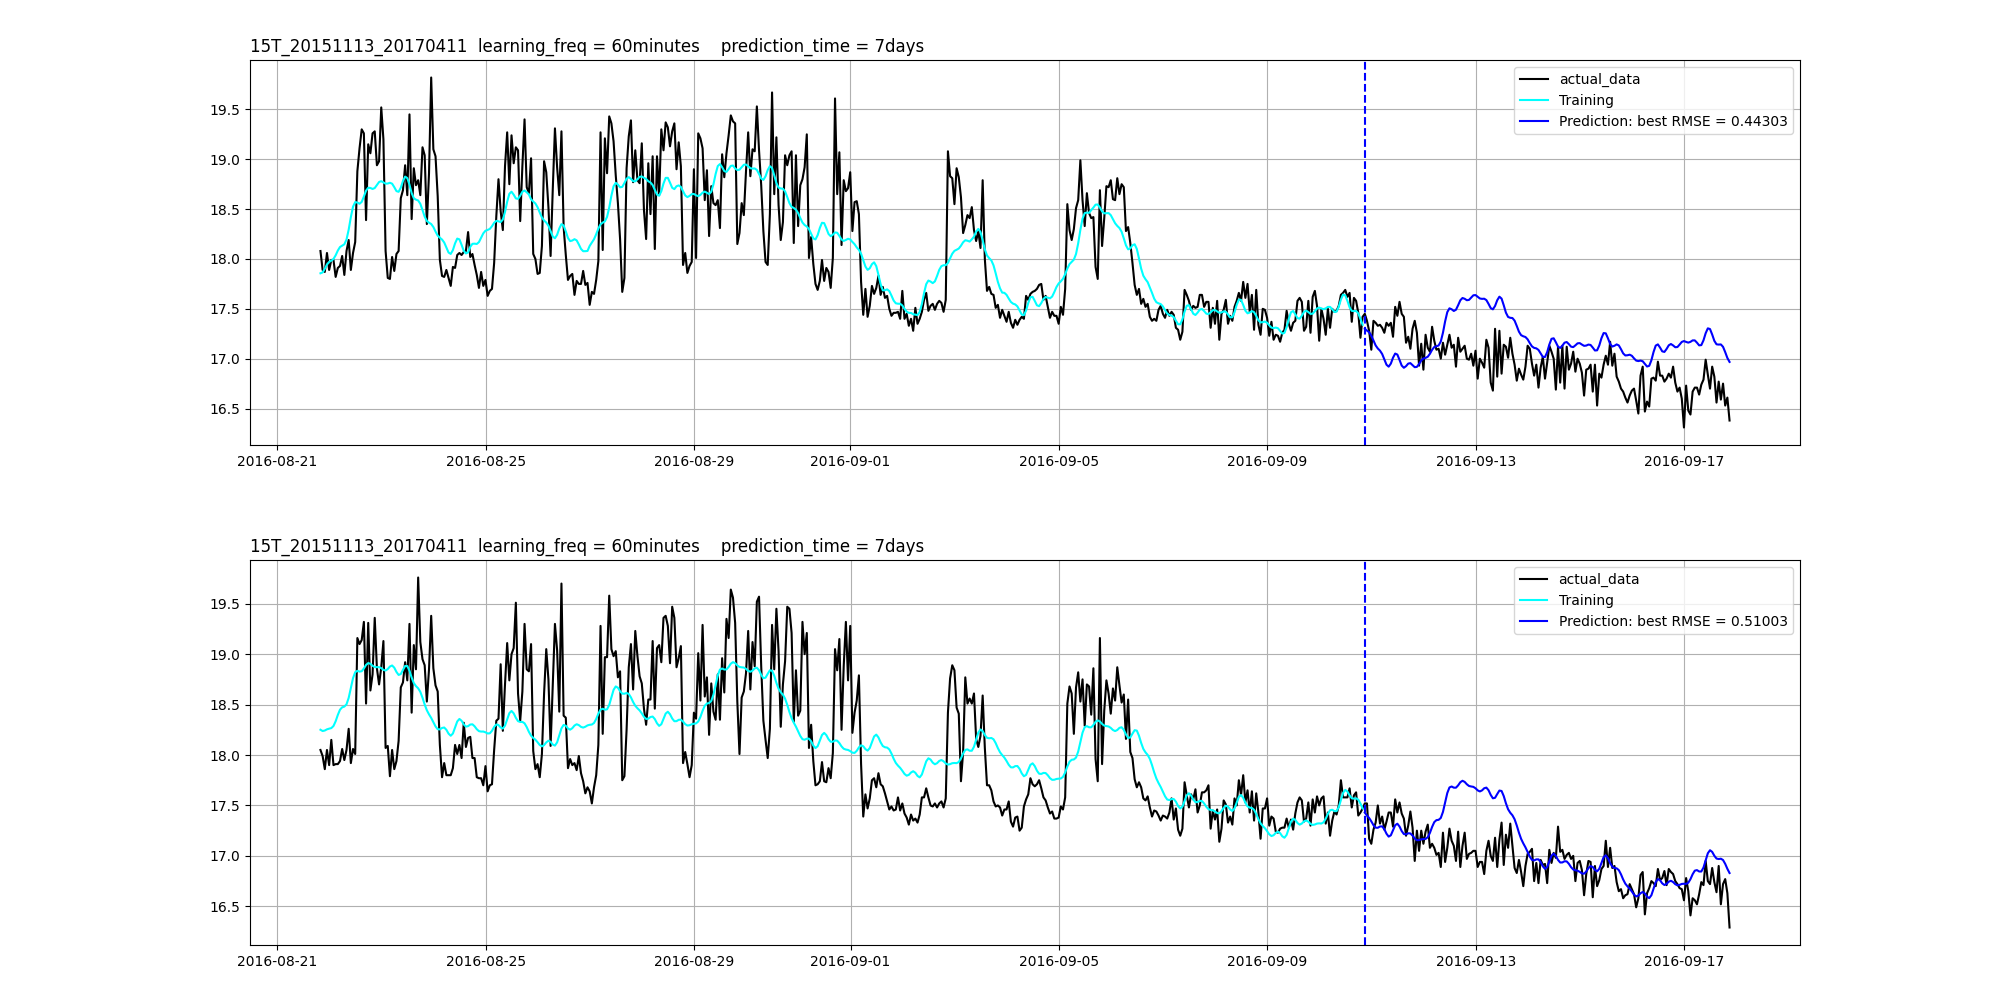 15T_20151113_20170411  learning_freq = 60minutes    prediction_time = 7days
actual_data
Training
Prediction: best RMSE = 0.44303
19.5
19.0
18.5
18.0
17.5
17.0
16.5
2016-08-21 2016-08-25 2016-08-29 2016-09-01 2016-09-05 2016-09-09 2016-09-13 2016-09-17
15T_20151113_20170411  learning_freq = 60minutes    prediction_time = 7days
actual_data
Training
Prediction: best RMSE = 0.51003
19.5
19.0
18.5
18.0
17.5
17.0
16.5
2016-08-21 2016-08-25 2016-08-29 2016-09-01 2016-09-05 2016-09-09 2016-09-13 2016-09-17